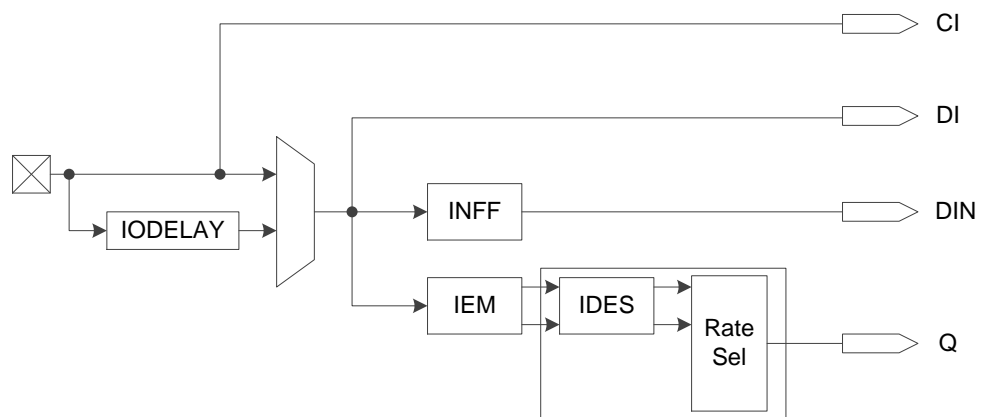 CI
DI
IODELAY
INFF
DIN
IEM
IDES
Rate
Sel
Q